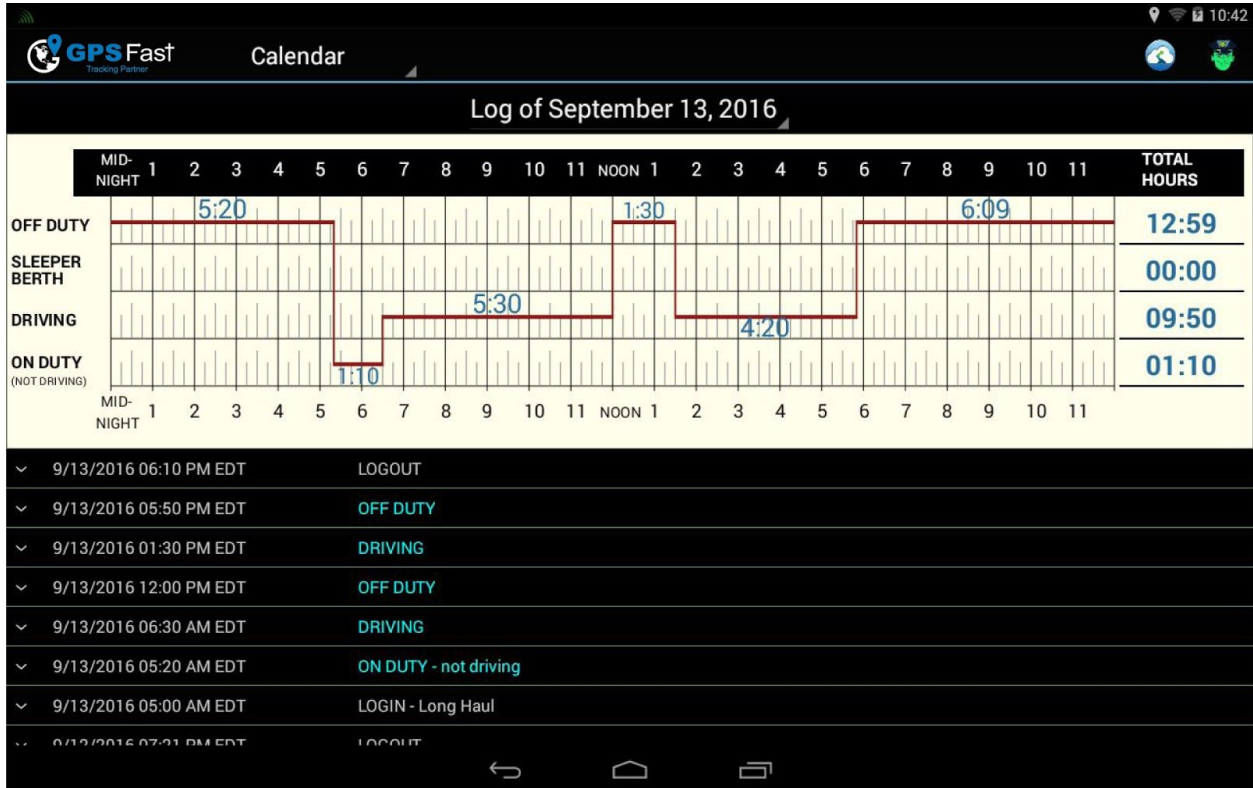 10:42
GPS Fast
Tracking Partner
Calendar
Log of September 13, 2016
MID-
NIGHT 1 2 3 4 5 6 7 8 9 10 11 NOON 1 2 3 4 5 6 7 8 9 10 11
TOTAL
HOURS
OFF DUTY 5:20 1:30 6:09 12:59
SLEEPER
BERTH 00:00
DRIVING 5:30 4:20 09:50
ON DUTY
(NOT DRIVING) 1:10 01:10
MID-
NIGHT 1 2 3 4 5 6 7 8 9 10 11 NOON 1 2 3 4 5 6 7 8 9 10 11
9/13/2016 06:10 PM EDT LOGOUT
9/13/2016 05:50 PM EDT OFF DUTY
9/13/2016 01:30 PM EDT DRIVING
9/13/2016 12:00 PM EDT OFF DUTY
9/13/2016 06:30 AM EDT DRIVING
9/13/2016 05:20 AM EDT ON DUTY - not driving
9/13/2016 05:00 AM EDT LOGIN - Long Haul
9/12/2016 07:21 PM EDT LOGOUT